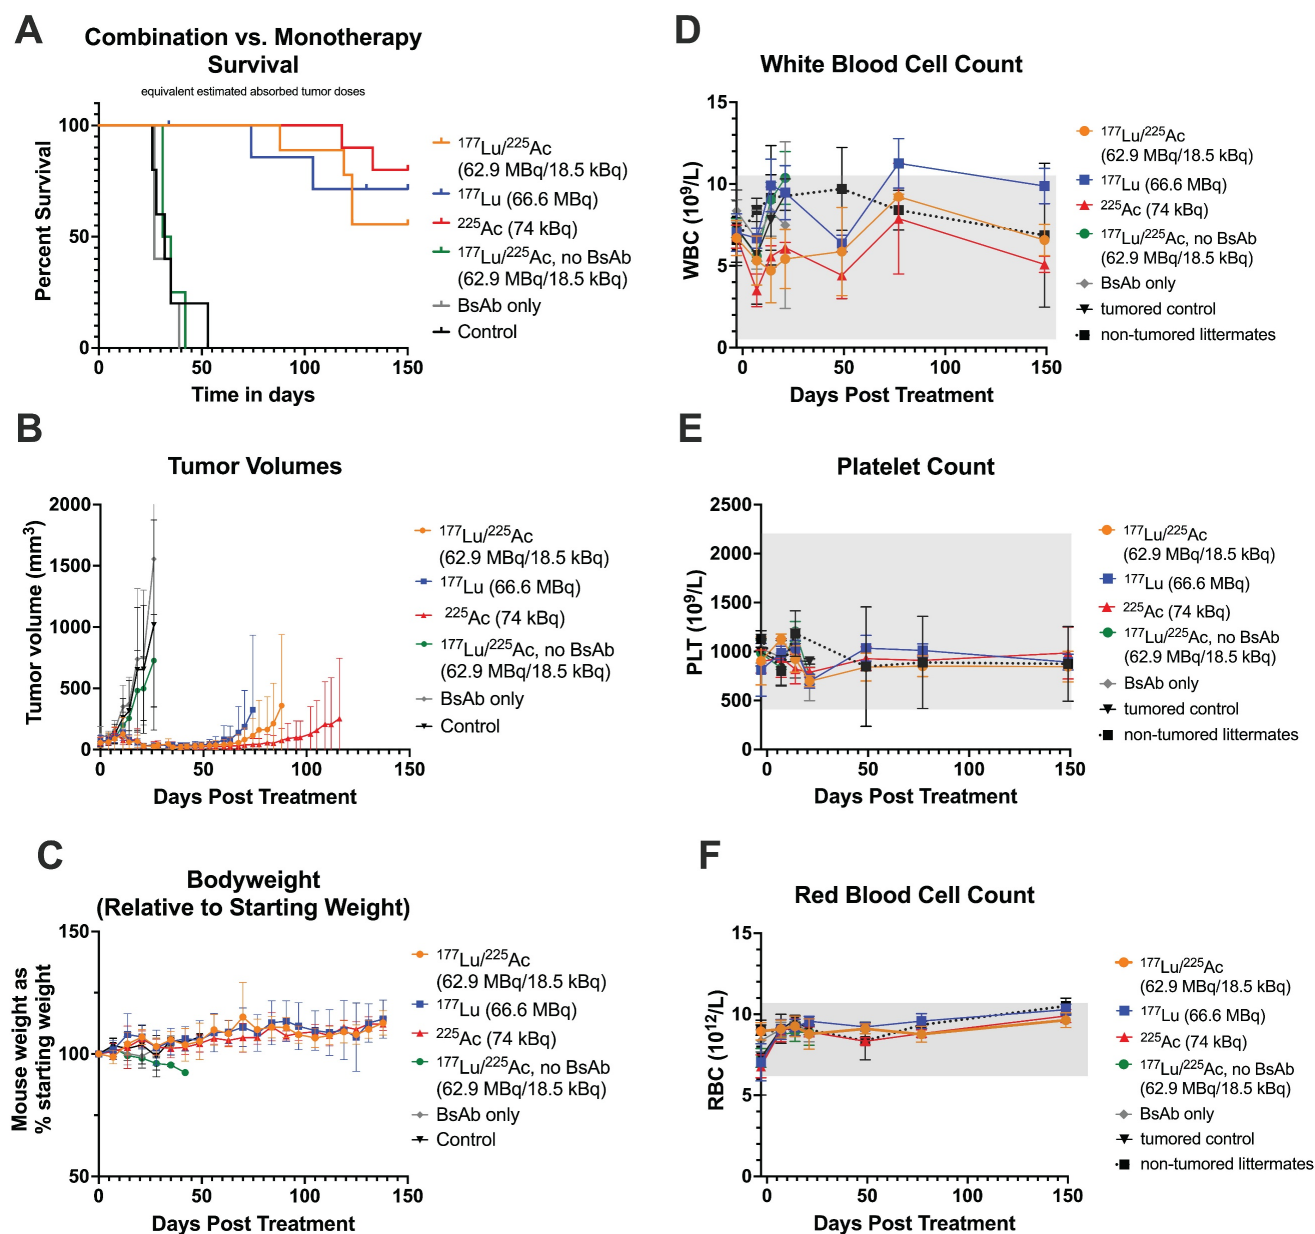 A
Combination vs. Monotherapy
Survival
equivalent estimated absorbed tumor doses
Percent Survival
100
50
0
0 50 100 150
Time in days
¹⁷⁷Lu/²²⁵Ac
(62.9 MBq/18.5 kBq)
¹⁷⁷Lu (66.6 MBq)
²²⁵Ac (74 kBq)
¹⁷⁷Lu/²²⁵Ac, no BsAb
(62.9 MBq/18.5 kBq)
BsAb only
Control
D
White Blood Cell Count
WBC (10⁹/L)
15
10
5
0
0 50 100 150
Days Post Treatment
¹⁷⁷Lu/²²⁵Ac
(62.9 MBq/18.5 kBq)
¹⁷⁷Lu (66.6 MBq)
²²⁵Ac (74 kBq)
¹⁷⁷Lu/²²⁵Ac, no BsAb
(62.9 MBq/18.5 kBq)
BsAb only
tumored control
non-tumored littermates
B
Tumor Volumes
Tumor volume (mm³)
2000
1500
1000
500
0
0 50 100 150
Days Post Treatment
¹⁷⁷Lu/²²⁵Ac
(62.9 MBq/18.5 kBq)
¹⁷⁷Lu (66.6 MBq)
²²⁵Ac (74 kBq)
¹⁷⁷Lu/²²⁵Ac, no BsAb
(62.9 MBq/18.5 kBq)
BsAb only
Control
E
Platelet Count
PLT (10⁹/L)
2500
2000
1500
1000
500
0
0 50 100 150
Days Post Treatment
¹⁷⁷Lu/²²⁵Ac
(62.9 MBq/18.5 kBq)
¹⁷⁷Lu (66.6 MBq)
²²⁵Ac (74 kBq)
¹⁷⁷Lu/²²⁵Ac, no BsAb
(62.9 MBq/18.5 kBq)
BsAb only
tumored control
non-tumored littermates
C
Bodyweight
(Relative to Starting Weight)
Mouse weight as
% starting weight
150
100
50
0 50 100 150
Days Post Treatment
¹⁷⁷Lu/²²⁵Ac
(62.9 MBq/18.5 kBq)
¹⁷⁷Lu (66.6 MBq)
²²⁵Ac (74 kBq)
¹⁷⁷Lu/²²⁵Ac, no BsAb
(62.9 MBq/18.5 kBq)
BsAb only
Control
F
Red Blood Cell Count
RBC (10¹²/L)
15
10
5
0
0 50 100 150
Days Post Treatment
¹⁷⁷Lu/²²⁵Ac
(62.9 MBq/18.5 kBq)
¹⁷⁷Lu (66.6 MBq)
²²⁵Ac (74 kBq)
¹⁷⁷Lu/²²⁵Ac, no BsAb
(62.9 MBq/18.5 kBq)
BsAb only
tumored control
non-tumored littermates